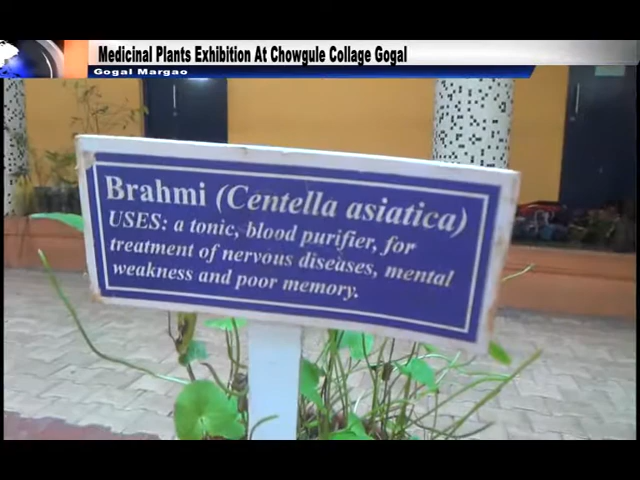 Medicinal Plants Exhibition At Chowgule Collage Gogal
Gogal Margao
Brahmi (Centella asiatica)
USES: a tonic, blood purifier, for
treatment of nervous diseases, mental
weakness and poor memory.